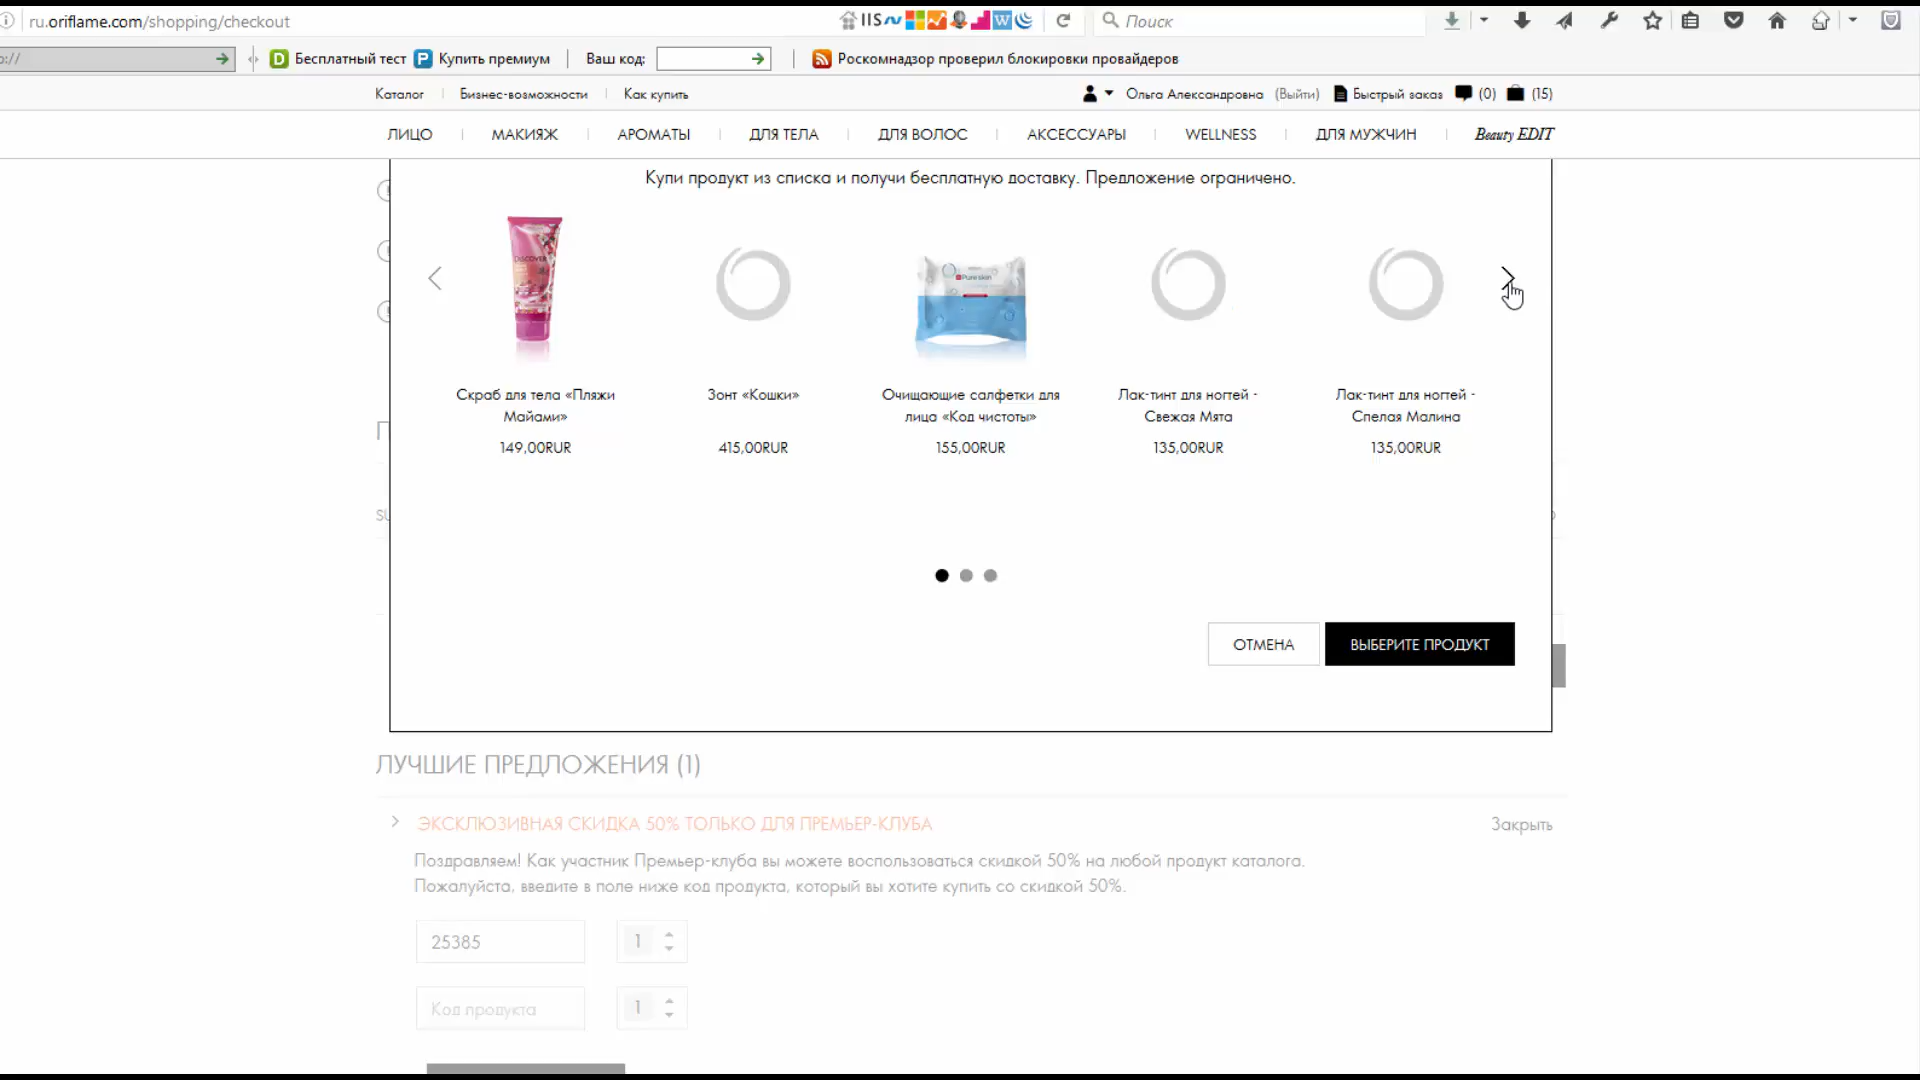 ru.oriflame.com/shopping/checkout
IIS
W
Поиск
://
D Бесплатный тест
P Купить премиум
Ваш код:
Роскомнадзор проверил блокировки провайдеров
Каталог
Бизнес-возможности
Как купить
Ольга Александровна (Выйти)
Быстрый заказ
(0)
(15)
ЛИЦО
МАКИЯЖ
АРОМАТЫ
ДЛЯ ТЕЛА
ДЛЯ ВОЛОС
АКСЕССУАРЫ
WELLNESS
ДЛЯ МУЖЧИН
Beauty EDIT
Купи продукт из списка и получи бесплатную доставку. Предложение ограничено.
DISCOVER
Pure skin
Скраб для тела «Пляжи
Майами»
149,00RUR
Зонт «Кошки»
415,00RUR
Очищающие салфетки для
лица «Код чистоты»
155,00RUR
Лак-тинт для ногтей -
Свежая Мята
135,00RUR
Лак-тинт для ногтей -
Спелая Малина
135,00RUR
ОТМЕНА
ВЫБЕРИТЕ ПРОДУКТ
ЛУЧШИЕ ПРЕДЛОЖЕНИЯ (1)
ЭКСКЛЮЗИВНАЯ СКИДКА 50% ТОЛЬКО ДЛЯ ПРЕМЬЕР-КЛУБА
Закрыть
Поздравляем! Как участник Премьер-клуба вы можете воспользоваться скидкой 50% на любой продукт каталога.
Пожалуйста, введите в поле ниже код продукта, который вы хотите купить со скидкой 50%.
25385
1
Код продукта
1